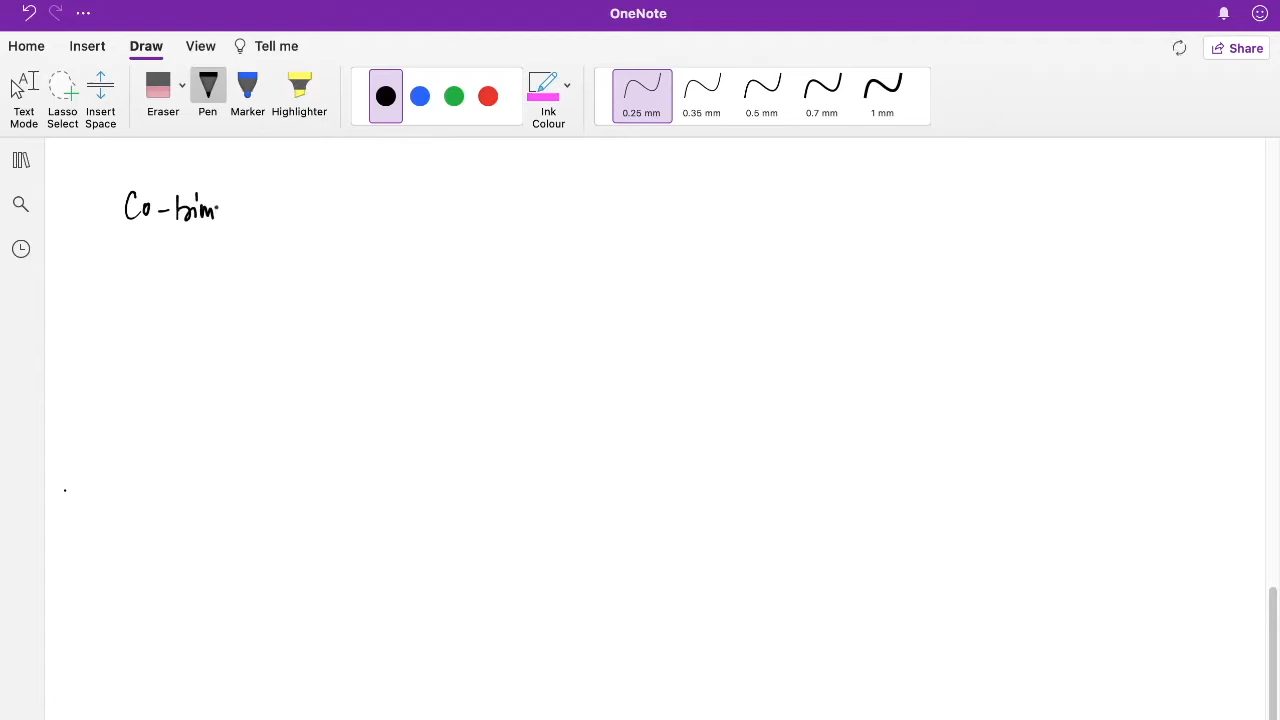 OneNote
Home Insert Draw View Tell me
Share
Text Mode
Lasso Select
Insert Space
Eraser
Pen
Marker
Highlighter
Ink Colour
0.25 mm
0.35 mm
0.5 mm
0.7 mm
1 mm
Co-bim